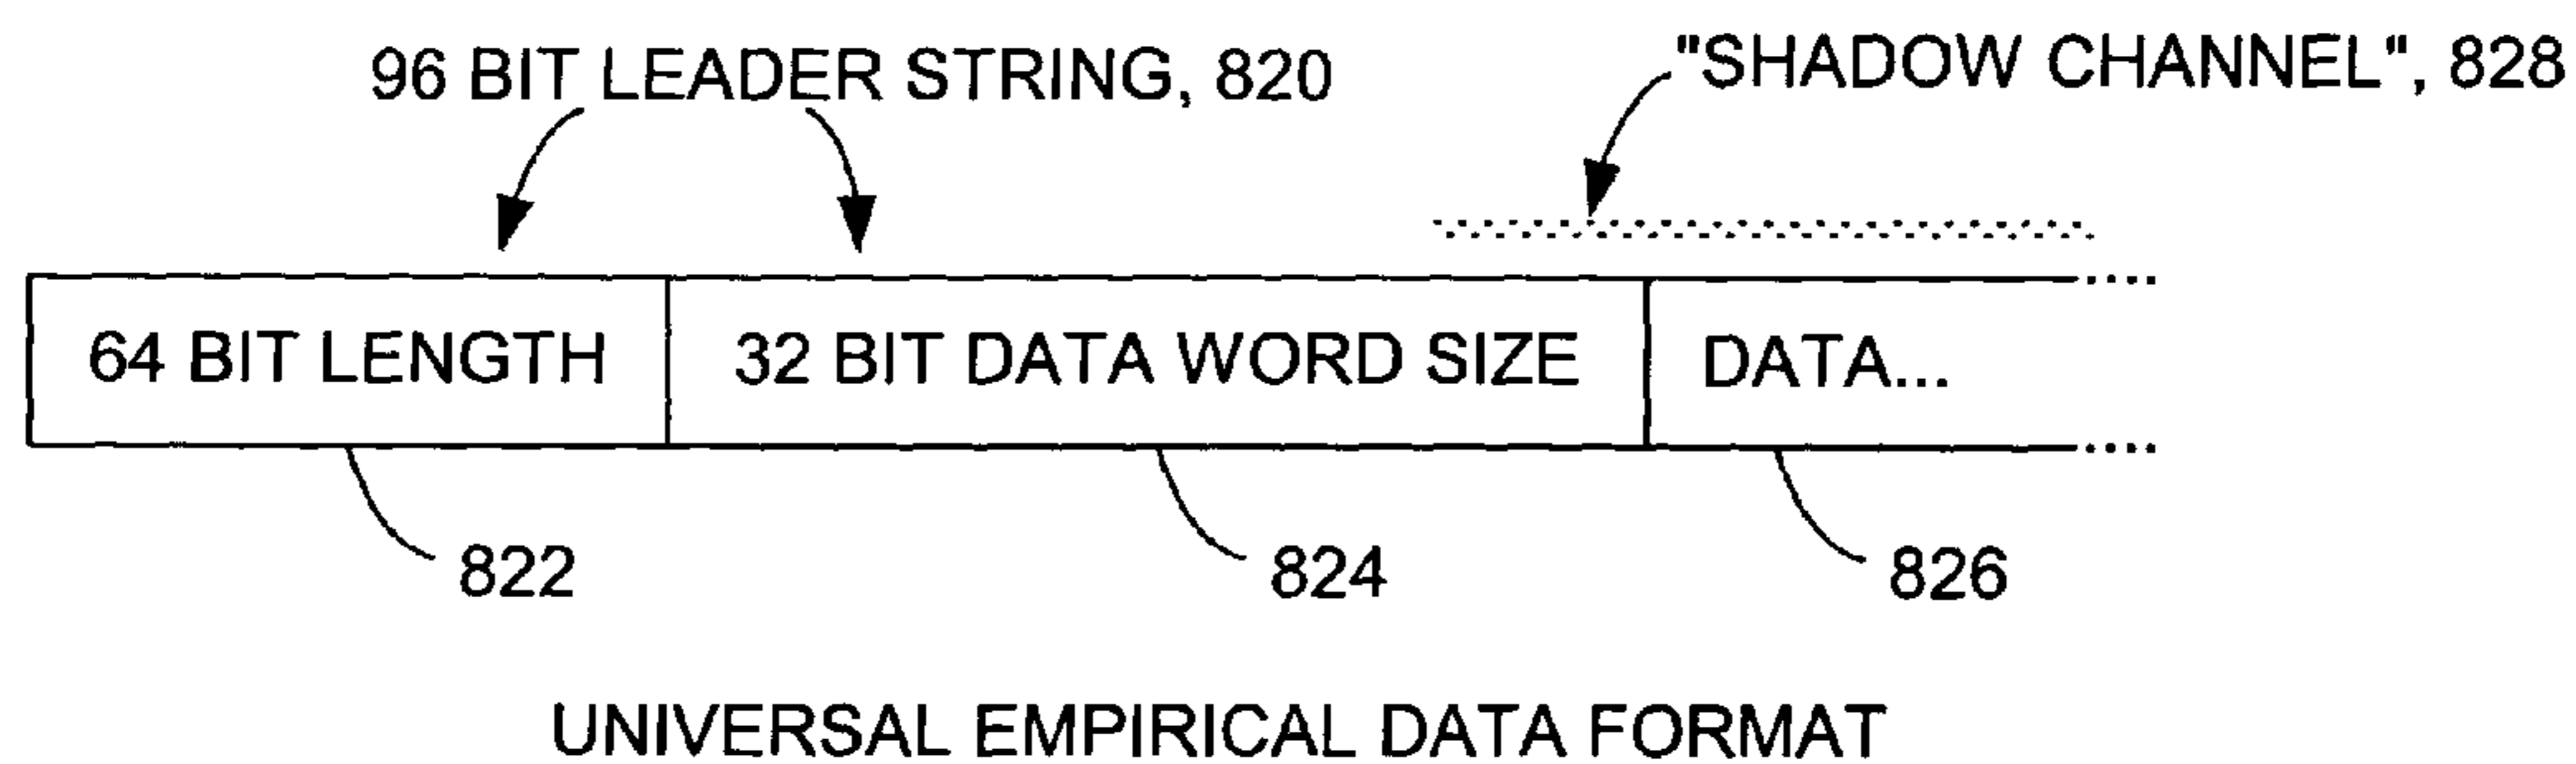 96 BIT LEADER STRING, 820
"SHADOW CHANNEL", 828
64 BIT LENGTH
32 BIT DATA WORD SIZE
DATA...
822
824
826
UNIVERSAL EMPIRICAL DATA FORMAT